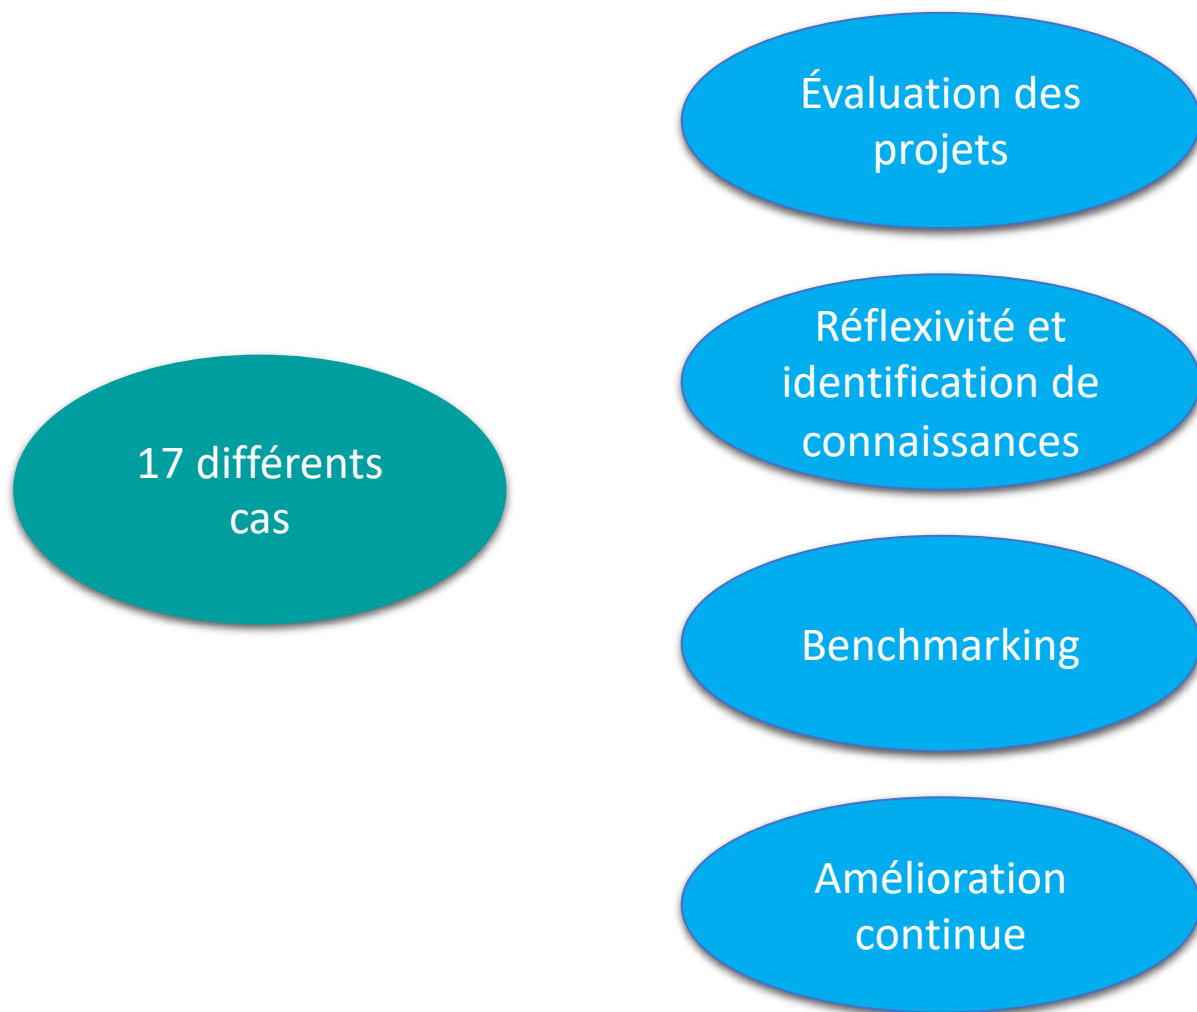 17 différents
cas
Évaluation des
projets
Réflexivité et
identification de
connaissances
Benchmarking
Amélioration
continue